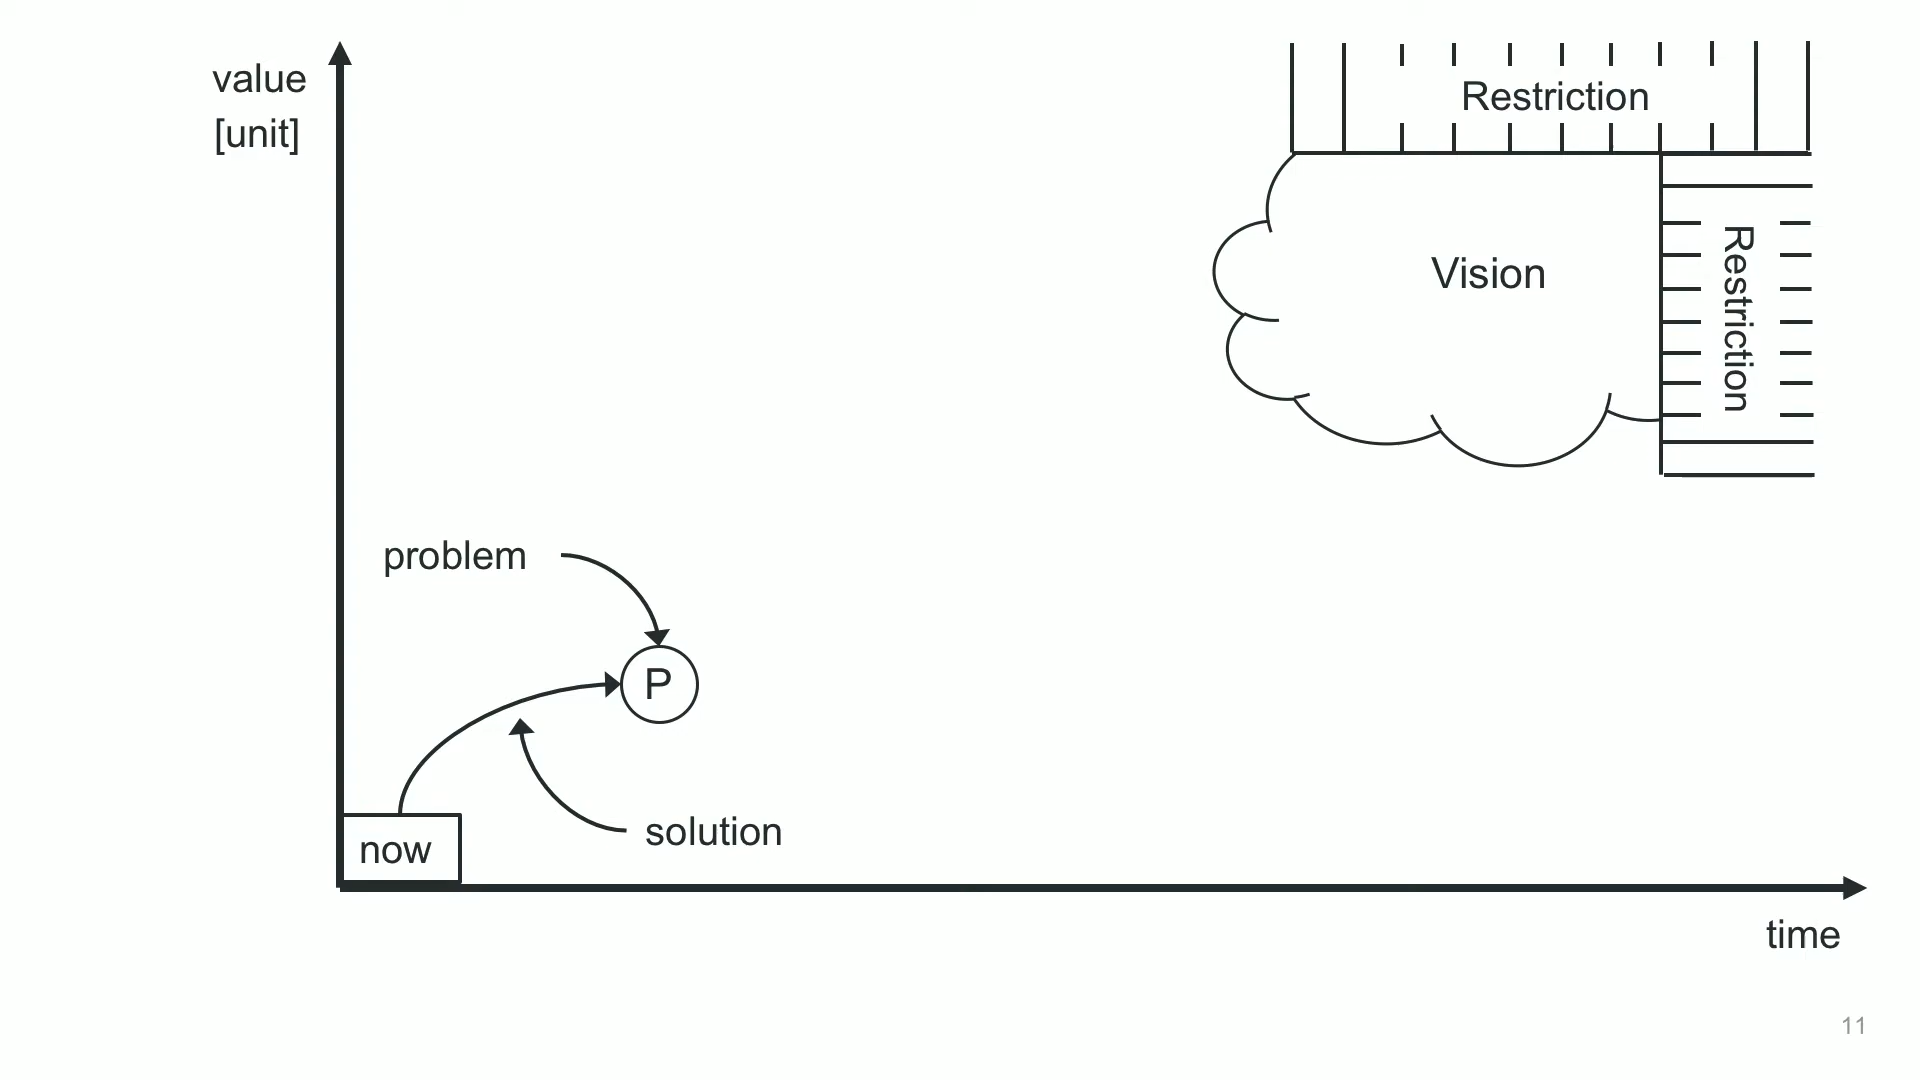 value
[unit]
Restriction
Vision
Restriction
problem
P
solution
now
time
11